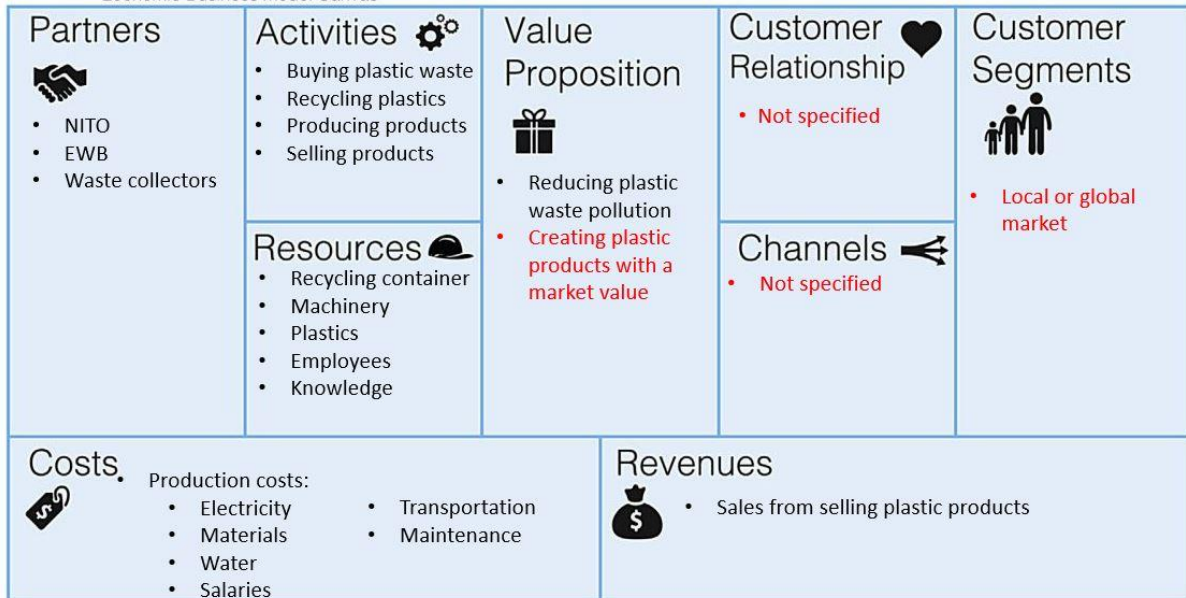 Partners
• NITO
• EWB
• Waste collectors
Activities
• Buying plastic waste
• Recycling plastics
• Producing products
• Selling products
Resources
• Recycling container
• Machinery
• Plastics
• Employees
• Knowledge
Value
Proposition
• Reducing plastic
waste pollution
• Creating plastic
products with a
market value
Customer
Relationship
• Not specified
Channels
• Not specified
Customer
Segments
• Local or global
market
Costs
• Production costs:
• Electricity
• Materials
• Water
• Salaries
• Transportation
• Maintenance
Revenues
$
• Sales from selling plastic products